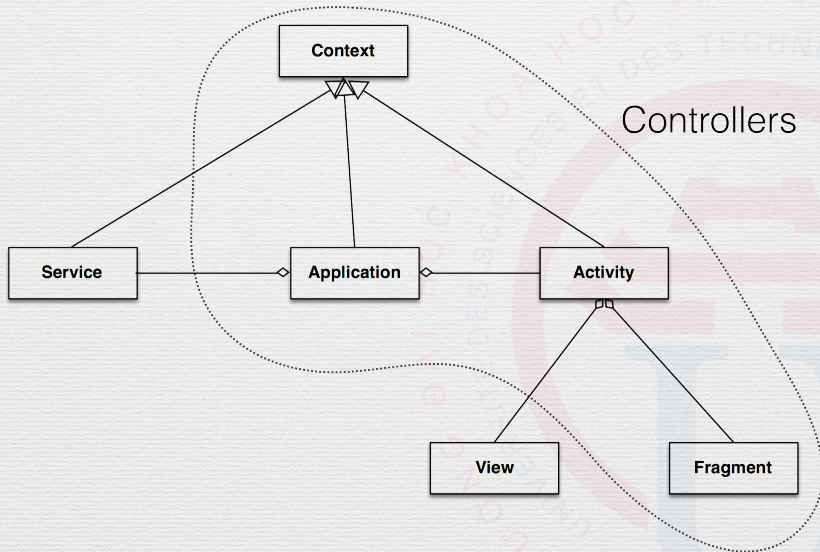 Context
Controllers
Service
Application
Activity
View
Fragment